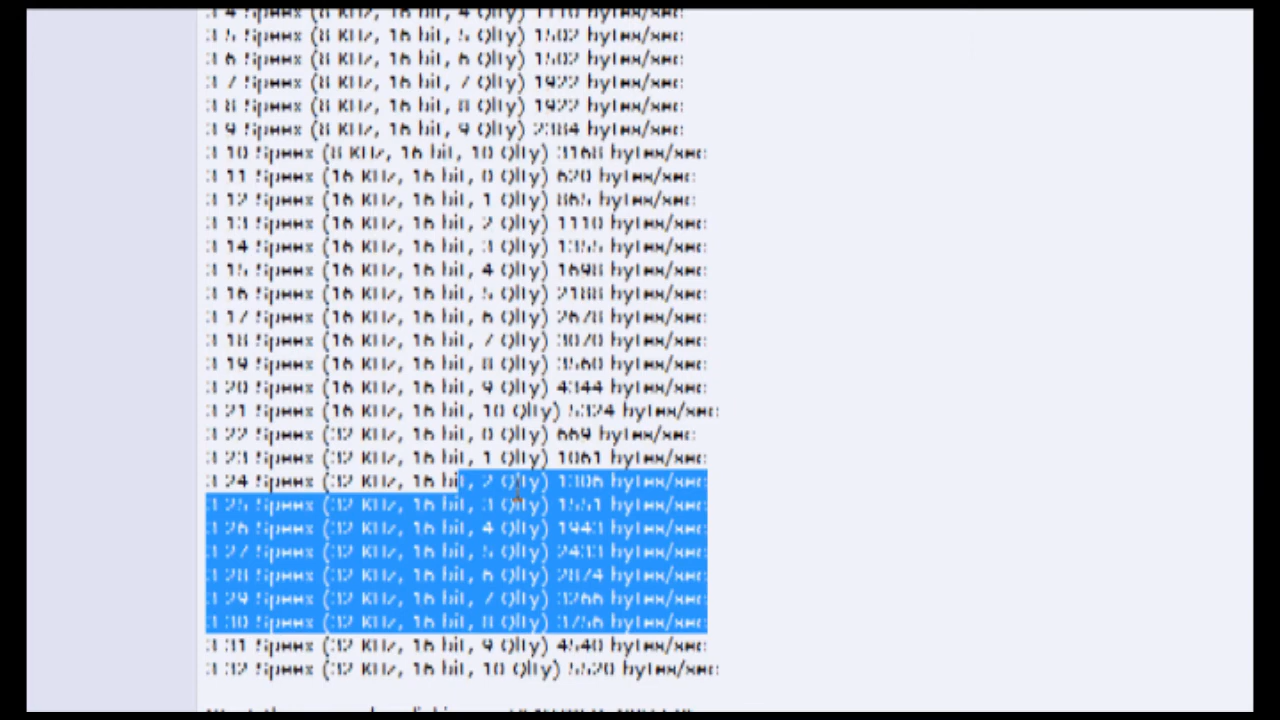 3 4 Speex (8 KHz, 16 bit, 4 Qlty) 1110 bytes/sec
3 5 Speex (8 KHz, 16 bit, 5 Qlty) 1502 bytes/sec
3 6 Speex (8 KHz, 16 bit, 6 Qlty) 1502 bytes/sec
3 7 Speex (8 KHz, 16 bit, 7 Qlty) 1922 bytes/sec
3 8 Speex (8 KHz, 16 bit, 8 Qlty) 1922 bytes/sec
3 9 Speex (8 KHz, 16 bit, 9 Qlty) 2384 bytes/sec
3 10 Speex (8 KHz, 16 bit, 10 Qlty) 3168 bytes/sec
3 11 Speex (16 KHz, 16 bit, 0 Qlty) 620 bytes/sec
3 12 Speex (16 KHz, 16 bit, 1 Qlty) 865 bytes/sec
3 13 Speex (16 KHz, 16 bit, 2 Qlty) 1110 bytes/sec
3 14 Speex (16 KHz, 16 bit, 3 Qlty) 1355 bytes/sec
3 15 Speex (16 KHz, 16 bit, 4 Qlty) 1698 bytes/sec
3 16 Speex (16 KHz, 16 bit, 5 Qlty) 2188 bytes/sec
3 17 Speex (16 KHz, 16 bit, 6 Qlty) 2678 bytes/sec
3 18 Speex (16 KHz, 16 bit, 7 Qlty) 3070 bytes/sec
3 19 Speex (16 KHz, 16 bit, 8 Qlty) 3560 bytes/sec
3 20 Speex (16 KHz, 16 bit, 9 Qlty) 4344 bytes/sec
3 21 Speex (16 KHz, 16 bit, 10 Qlty) 5324 bytes/sec
3 22 Speex (32 KHz, 16 bit, 0 Qlty) 669 bytes/sec
3 23 Speex (32 KHz, 16 bit, 1 Qlty) 1061 bytes/sec
3 24 Speex (32 KHz, 16 bit, 2 Qlty) 1306 bytes/sec
3 25 Speex (32 KHz, 16 bit, 3 Qlty) 1551 bytes/sec
3 26 Speex (32 KHz, 16 bit, 4 Qlty) 1943 bytes/sec
3 27 Speex (32 KHz, 16 bit, 5 Qlty) 2433 bytes/sec
3 28 Speex (32 KHz, 16 bit, 6 Qlty) 2874 bytes/sec
3 29 Speex (32 KHz, 16 bit, 7 Qlty) 3266 bytes/sec
3 30 Speex (32 KHz, 16 bit, 8 Qlty) 3756 bytes/sec
3 31 Speex (32 KHz, 16 bit, 9 Qlty) 4540 bytes/sec
3 32 Speex (32 KHz, 16 bit, 10 Qlty) 5520 bytes/sec